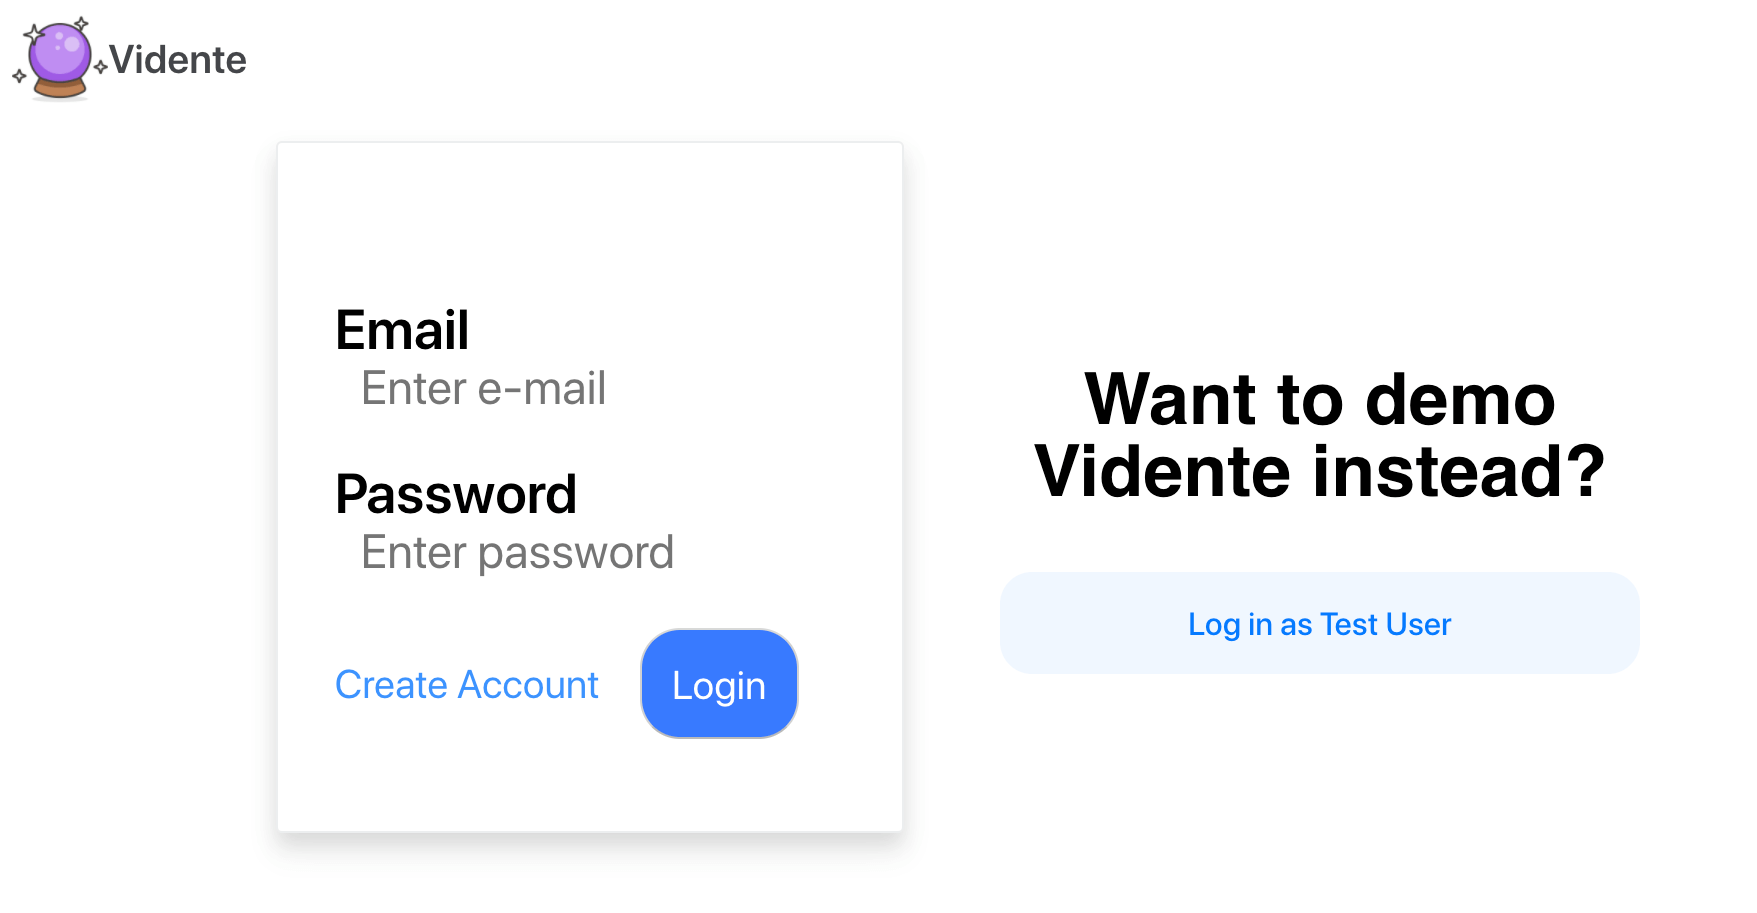 Vidente
Email
Enter e-mail
Password
Enter password
Create Account
Login
Want to demo
Vidente instead?
Log in as Test User